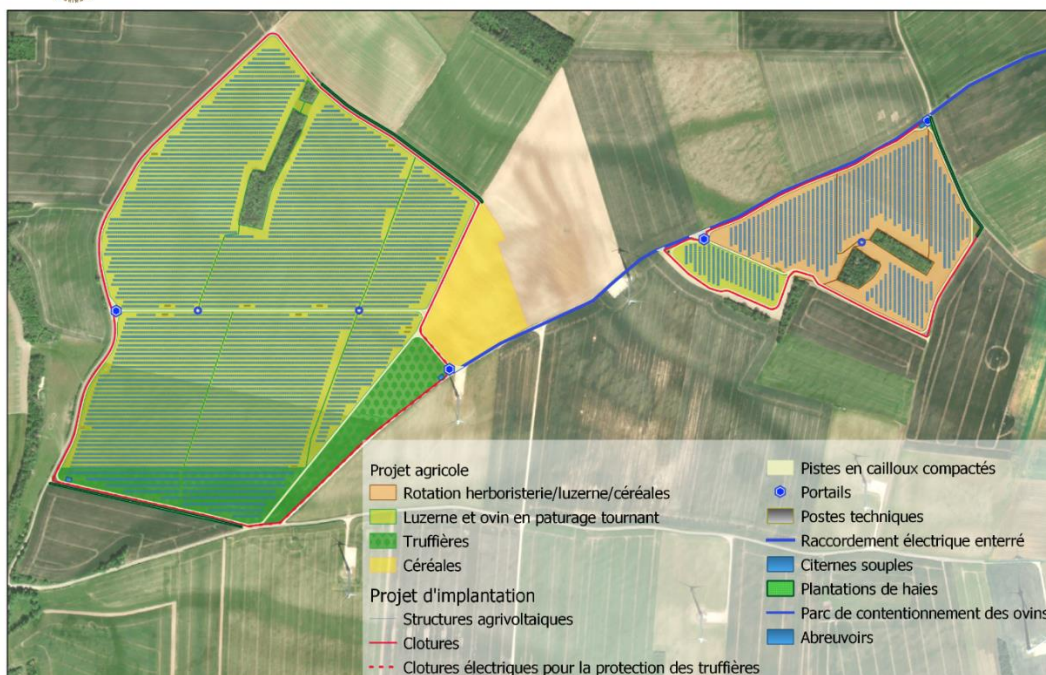 Projet agricole
Rotation herboristerie/luzerne/céréales
Luzerne et ovin en paturage tournant
Truffières
Céréales
Projet d'implantation
Structures agrivoltaiques
Clotures
Clotures électriques pour la protection des truffières
Pistes en cailloux compactés
Portails
Postes techniques
Raccordement électrique enterré
Citernes souples
Plantations de haies
Parc de contentionnement des ovins
Abreuvoirs